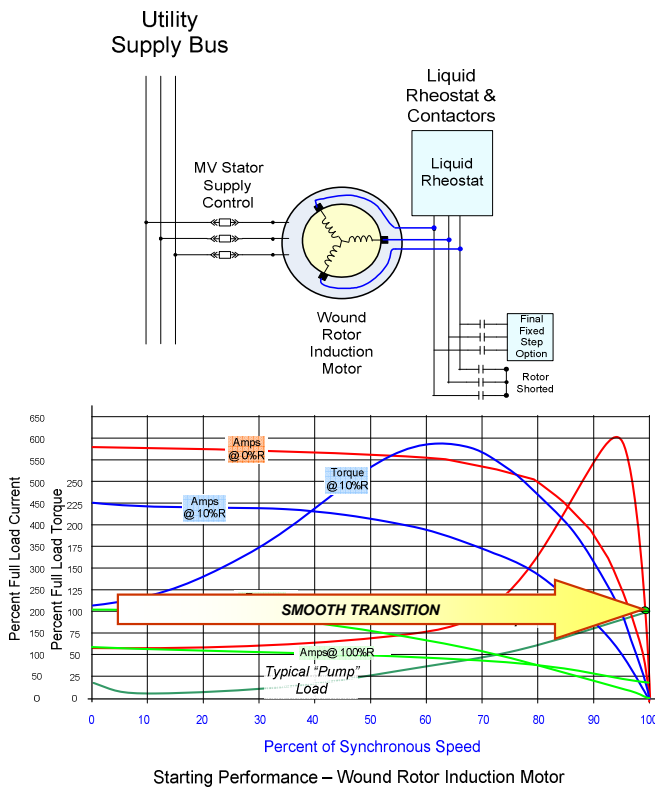 Utility
Supply Bus
Liquid
Rheostat &
Contactors
Liquid
Rheostat
MV Stator
Supply
Control
Wound
Rotor
Induction
Motor
Final
Fixed
Step
Option
Rotor
Shorted
Percent Full Load Current
650
600
550
500
450
400
350
300
250
200
150
100
50
O
Percent Full Load Torque
250
225
200
175
150
125
100
75
50
25
0
Amps
@ 0%R
Torque
@ 10%R
Amps
@ 10%R
SMOOTH TRANSITION
Amps@ 100%R
Typical “Pump”
Load
0 10 20 30 40 50 60 70 80 90 100
Percent of Synchronous Speed
Starting Performance – Wound Rotor Induction Motor